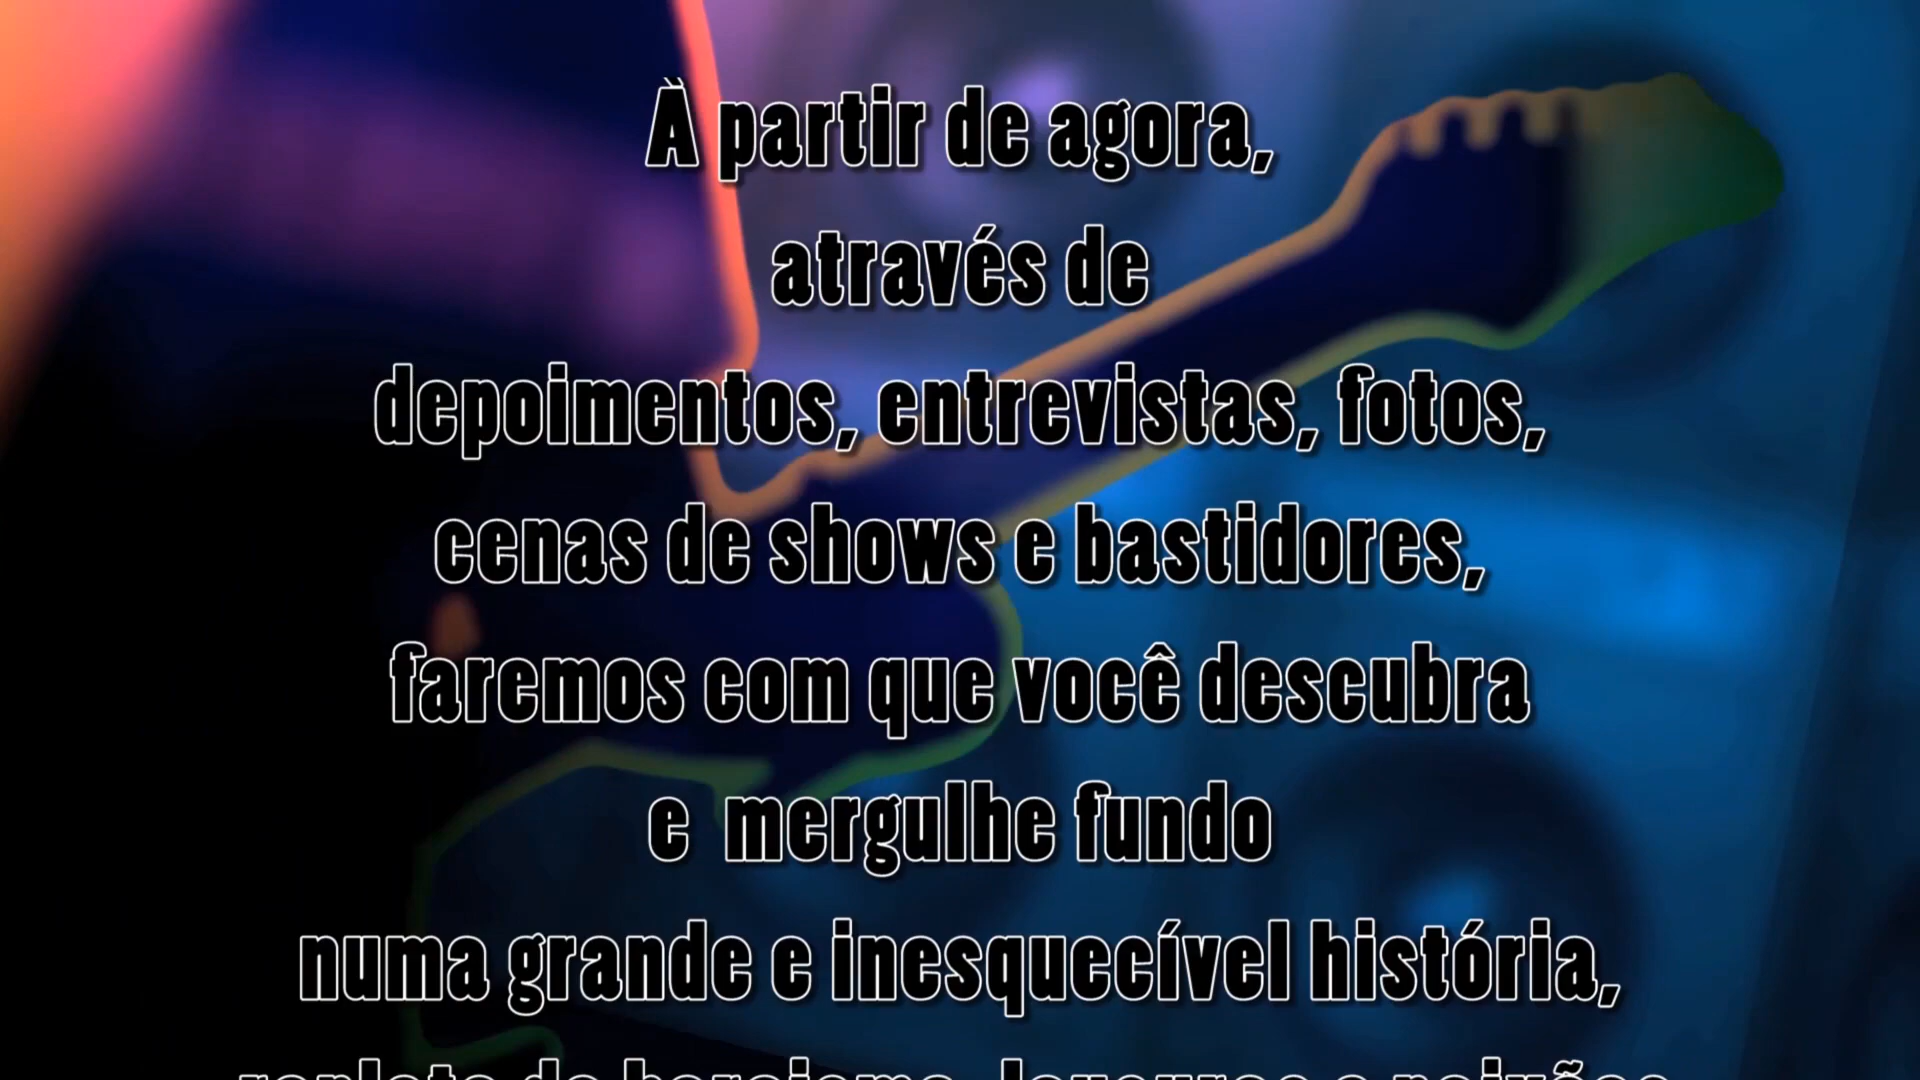 À partir de agora,
através de
depoimentos, entrevistas, fotos,
cenas de shows e bastidores,
faremos com que você descubra
e mergulhe fundo
numa grande e inesquecível história,